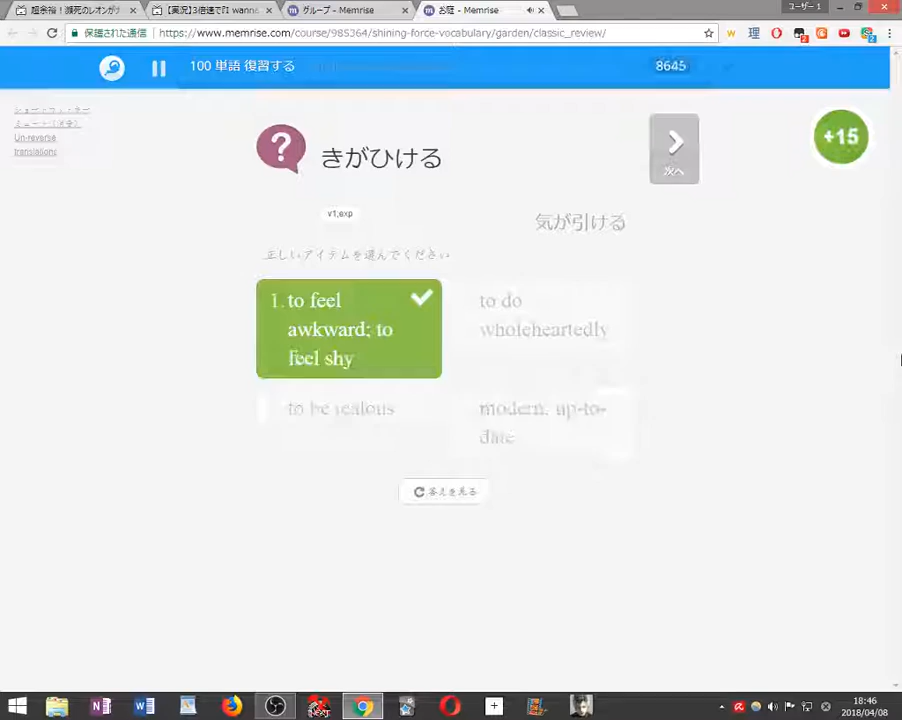 超余裕！瀕死のレオンが
【実況】3倍速でI wanna
グループ - Memrise
お庭 - Memrise
ユーザー 1
保護された通信
https://www.memrise.com/course/985364/shining-force-vocabulary/garden/classic_review/
100 単語 復習する
8645
Un-reverse
translations
きがひける
次へ
+15
v1,exp
気が引ける
正しいアイテムを選んでください
1. to feel awkward; to feel shy
to do wholeheartedly
to be jealous
modern, up-to-date
答えを見る
18:46
2018/04/08